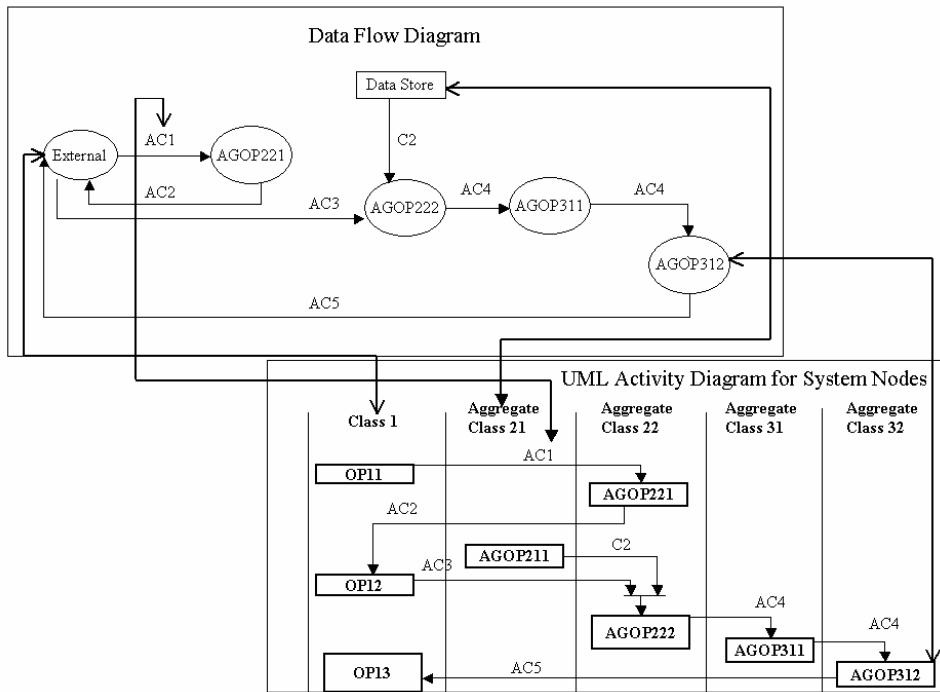 Data Flow Diagram
Data Store
AC1
C2
External
AGOP221
AC2
AC3
AC4
AC4
AGOP222
AGOP311
AGOP312
AC5
UML Activity Diagram for System Nodes
Class 1
Aggregate
Class 21
Aggregate
Class 22
Aggregate
Class 31
Aggregate
Class 32
AC1
OP11
AGOP221
AC2
C2
AGOP211
AC3
OP12
AC4
AGOP222
AC4
AGOP311
AC5
OP13
AGOP312